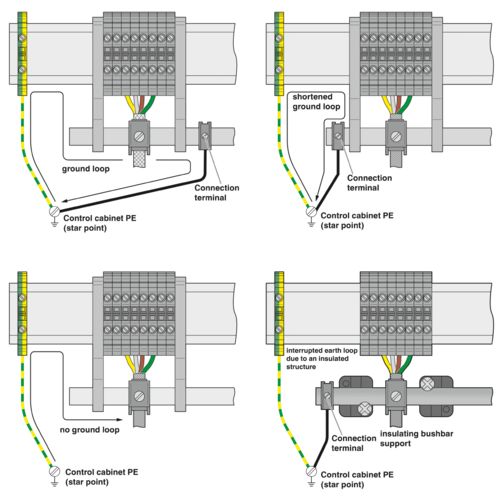 ground loop
Connection
terminal
Control cabinet PE
(star point)
shortened
ground loop
Connection
terminal
Control cabinet PE
(star point)
no ground loop
Control cabinet PE
(star point)
interrupted earth loop
due to an insulated
structure
Connection
terminal
insulating bushbar
support
Control cabinet PE
(star point)